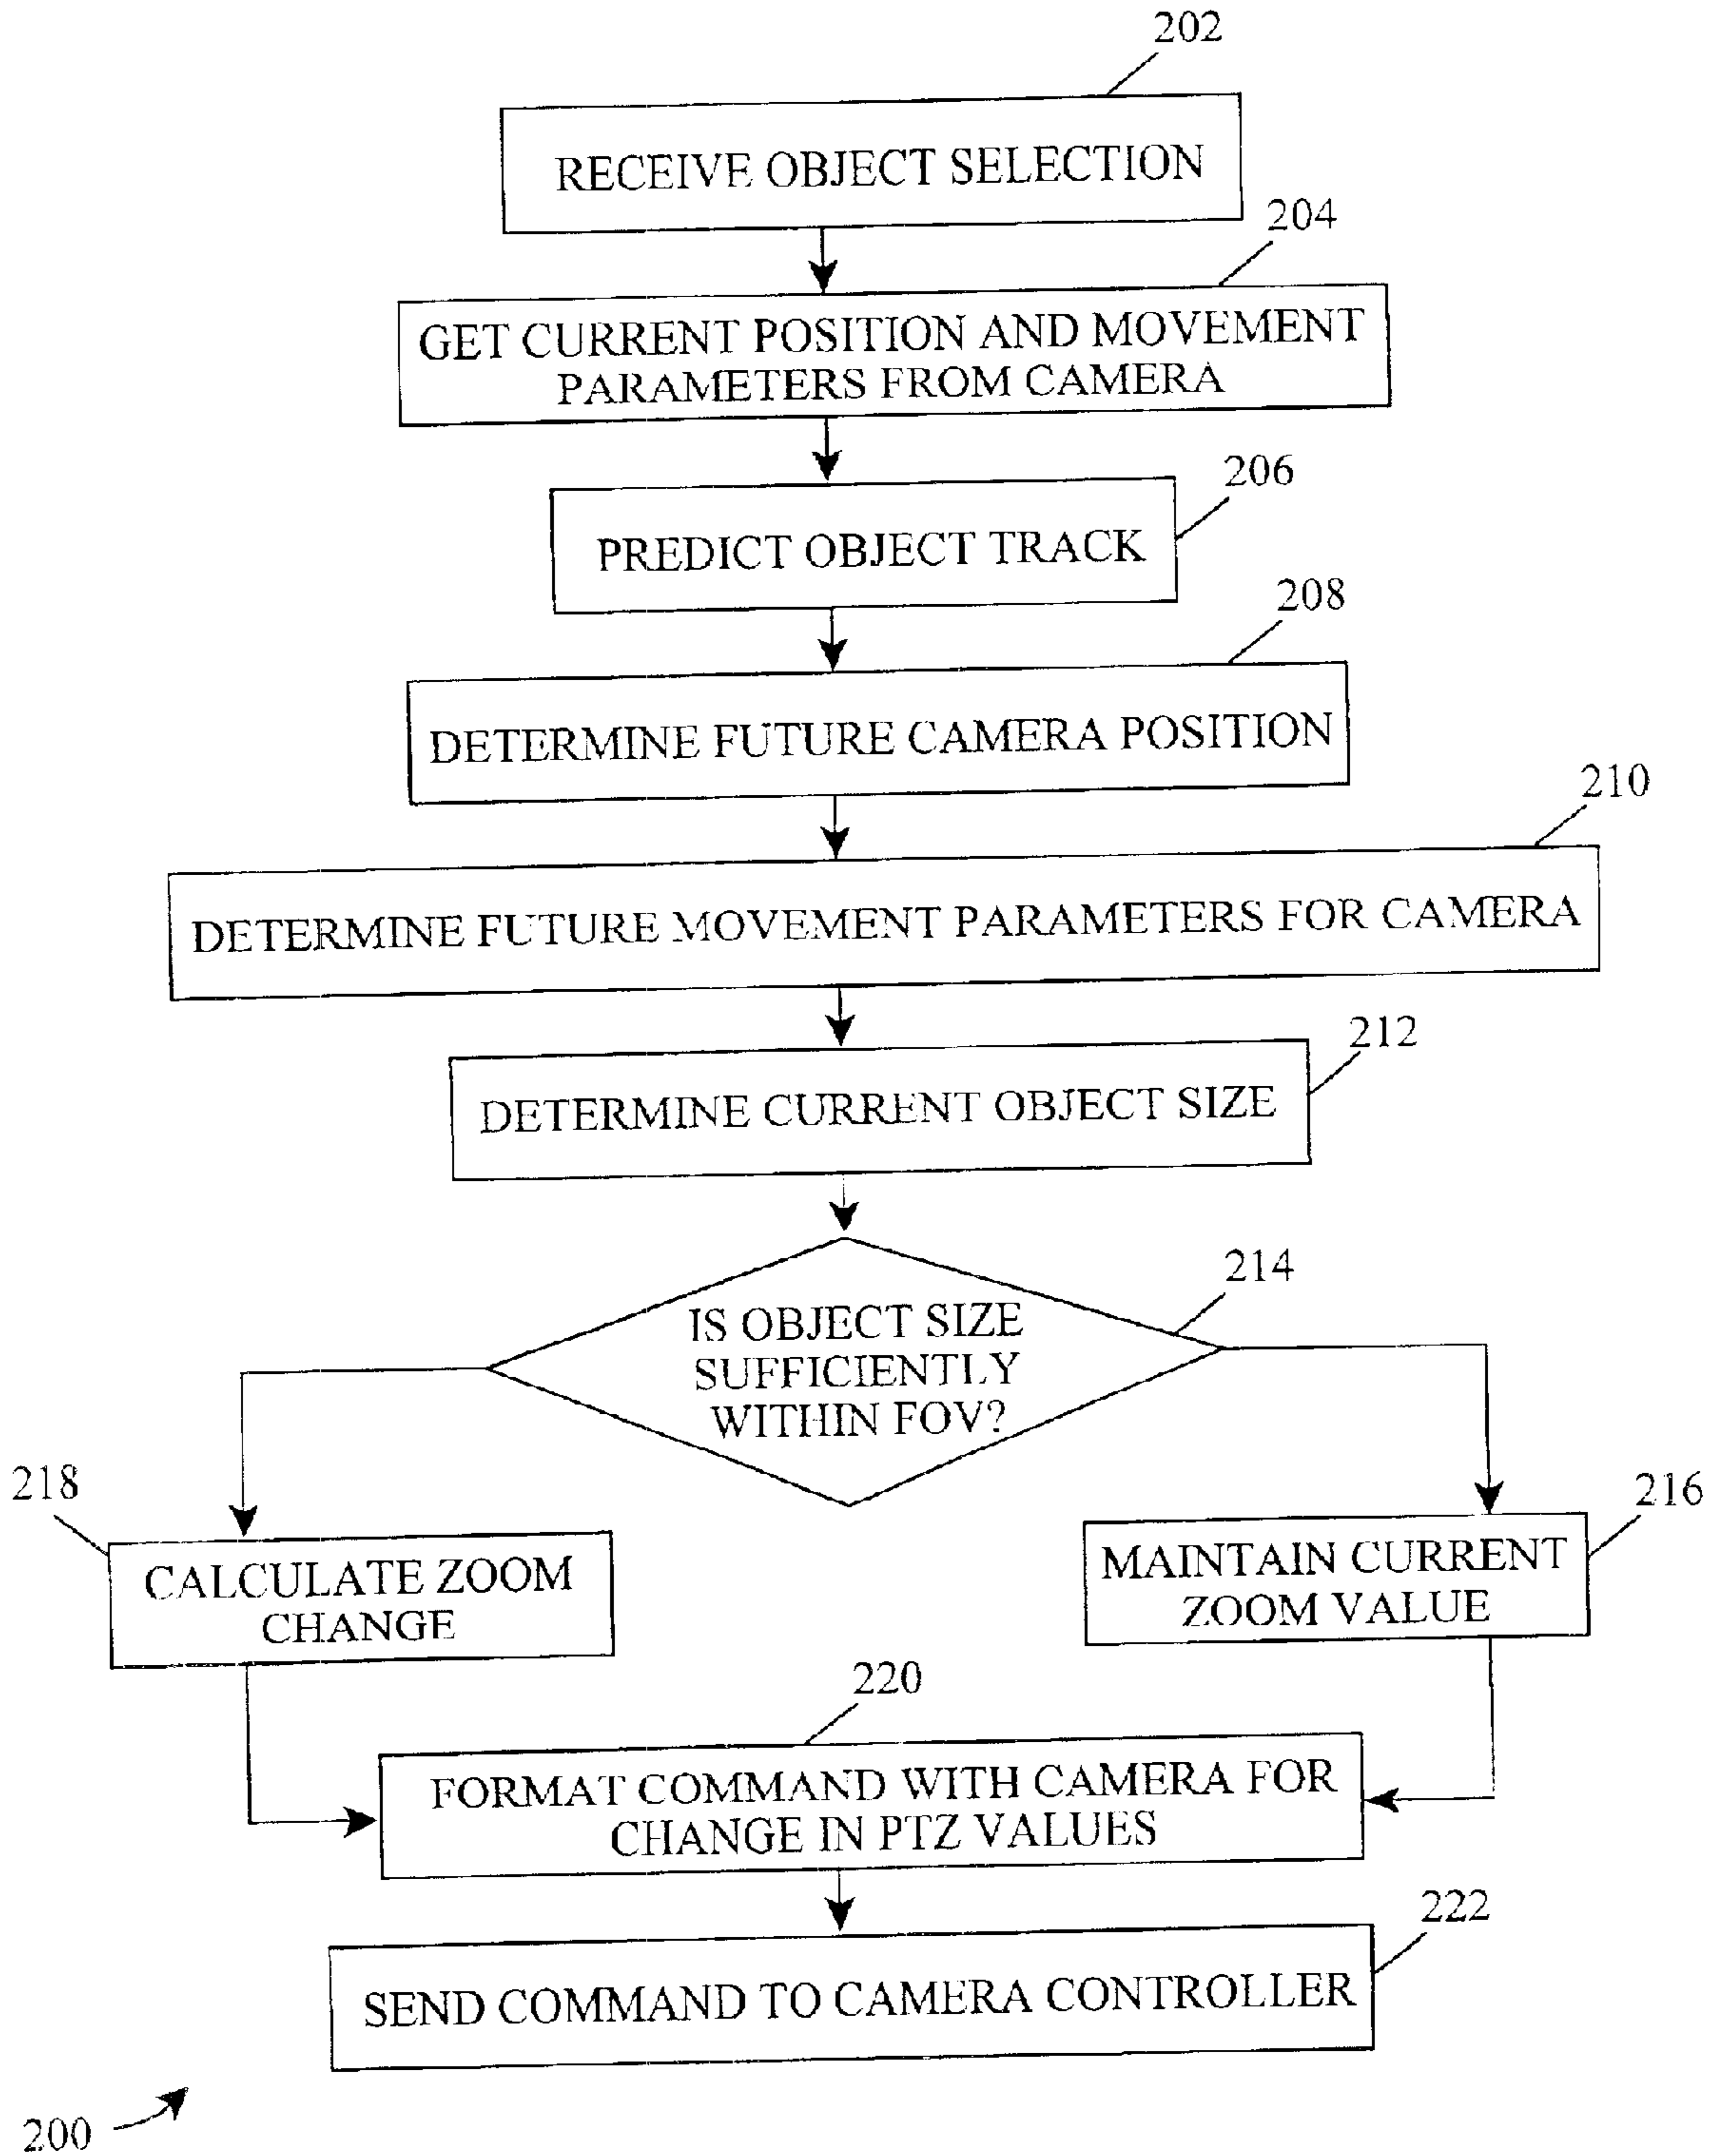 202
RECEIVE OBJECT SELECTION
204
GET CURRENT POSITION AND MOVEMENT
PARAMETERS FROM CAMERA
206
PREDICT OBJECT TRACK
208
DETERMINE FUTURE CAMERA POSITION
210
DETERMINE FUTURE MOVEMENT PARAMETERS FOR CAMERA
212
DETERMINE CURRENT OBJECT SIZE
214
IS OBJECT SIZE
SUFFICIENTLY
WITHIN FOV?
218
CALCULATE ZOOM
CHANGE
216
MAINTAIN CURRENT
ZOOM VALUE
220
FORMAT COMMAND WITH CAMERA FOR
CHANGE IN PTZ VALUES
222
SEND COMMAND TO CAMERA CONTROLLER
200